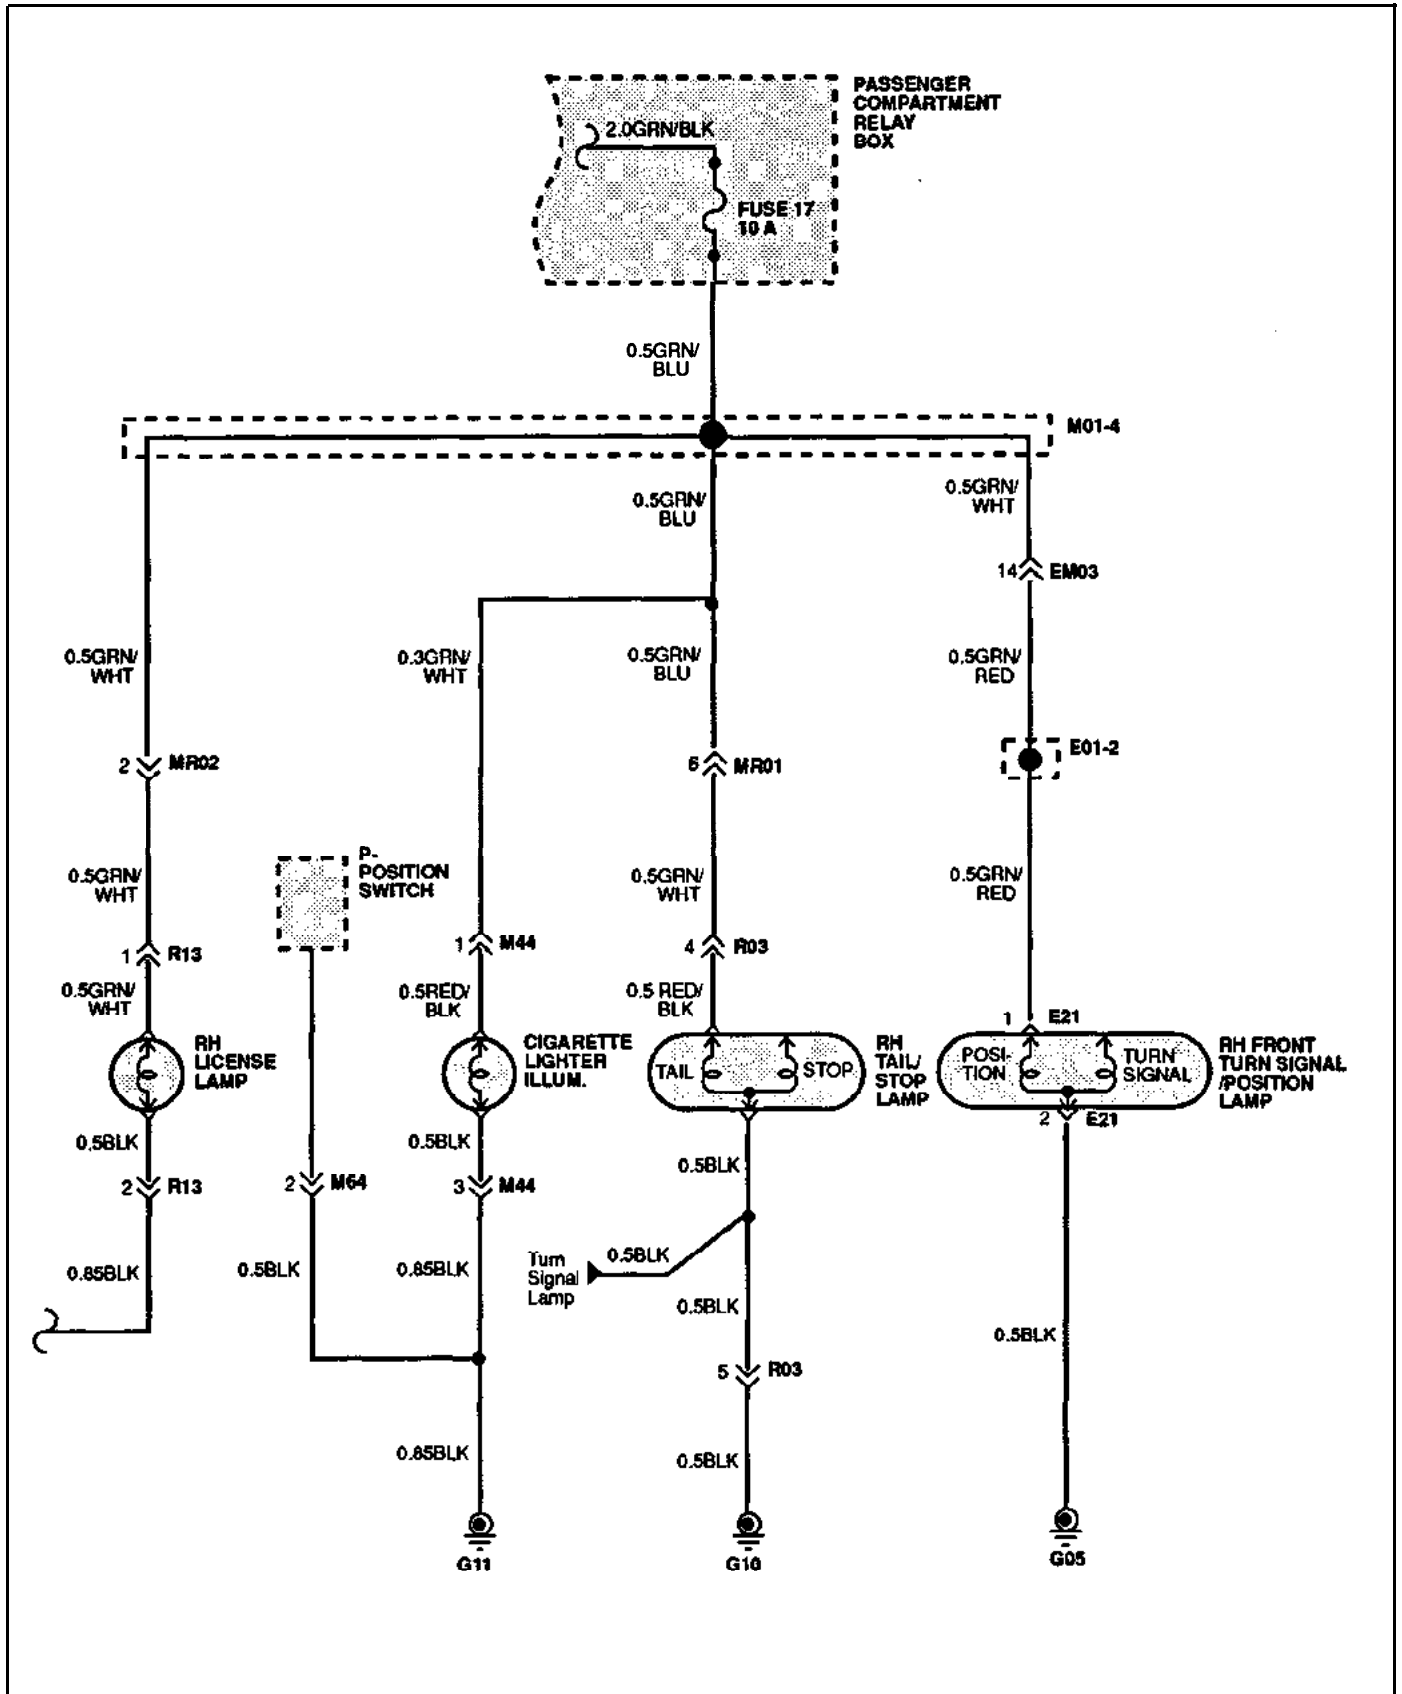 PASSENGER
COMPARTMENT
RELAY
BOX
2.0GRN/BLK
FUSE 17
10 A
0.5GRN/
BLU
M01-4
0.5GRN/
BLU
0.5GRN/
WHT
14 EM03
0.5GRN/
WHT
0.3GRN/
WHT
0.5GRN/
BLU
0.5GRN/
RED
2 MR02
6 MR01
E01-2
P-
POSITION
SWITCH
0.5GRN/
WHT
0.5GRN/
WHT
0.5GRN/
RED
1 R13
1 M44
4 R03
0.5GRN/
WHT
0.5RED/
BLK
0.5 RED/
BLK
1 E21
RH
LICENSE
LAMP
CIGARETTE
LIGHTER
ILLUM.
TAIL
STOP
RH
TAIL/
STOP
LAMP
POSI-
TION
TURN
SIGNAL
RH FRONT
TURN SIGNAL
/POSITION
LAMP
2 E21
0.5BLK
0.5BLK
0.5BLK
2 R13
2 M64
3 M44
0.85BLK
0.5BLK
0.85BLK
Turn
Signal
Lamp
0.5BLK
0.5BLK
0.5BLK
5 R03
0.85BLK
0.5BLK
G11
G10
G05